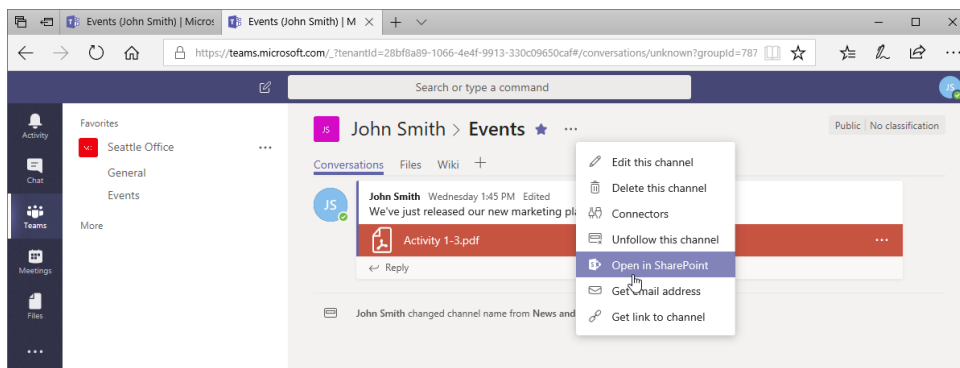 Events (John Smith) | Micros
Events (John Smith) | M
https://teams.microsoft.com/_?tenantId=28bf8a89-1066-4e4f-9913-330c09650caf#/conversations/unknown?groupId=787
Search or type a command
JS
Activity
Chat
Teams
Meetings
Files
Favorites
Seattle Office
General
Events
More
JS
John Smith > Events
Public
No classification
Conversations Files Wiki
JS
John Smith Wednesday 1:45 PM Edited
We've just released our new marketing pl
Activity 1-3.pdf
Reply
John Smith changed channel name from News and
Edit this channel
Delete this channel
Connectors
Unfollow this channel
Open in SharePoint
Get email address
Get link to channel